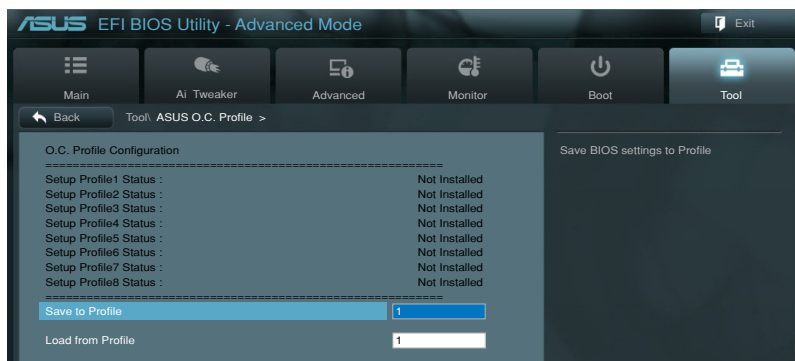 ASUS EFI BIOS Utility - Advanced Mode
Exit
Main
Ai Tweaker
Advanced
Monitor
Boot
Tool
Back
Tool\ ASUS O.C. Profile >
O.C. Profile Configuration
Save BIOS settings to Profile
============================================================
Setup Profile1 Status : Not Installed
Setup Profile2 Status : Not Installed
Setup Profile3 Status : Not Installed
Setup Profile4 Status : Not Installed
Setup Profile5 Status : Not Installed
Setup Profile6 Status : Not Installed
Setup Profile7 Status : Not Installed
Setup Profile8 Status : Not Installed
============================================================
Save to Profile 1
Load from Profile 1